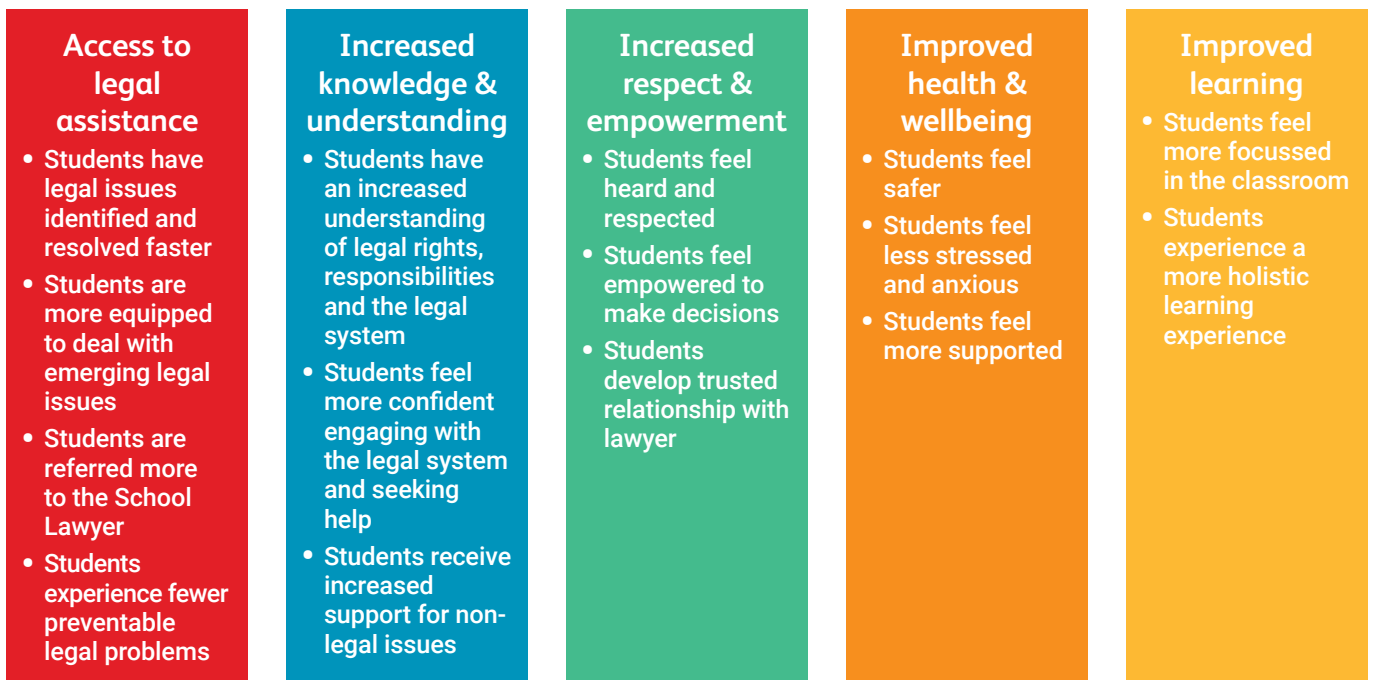 Access to
legal
assistance
• Students have
legal issues
identified and
resolved faster
• Students are
more equipped
to deal with
emerging legal
issues
• Students are
referred more
to the School
Lawyer
• Students
experience fewer
preventable
legal problems
Increased
knowledge &
understanding
• Students have
an increased
understanding
of legal rights,
responsibilities
and the legal
system
• Students feel
more confident
engaging with
the legal system
and seeking
help
• Students receive
increased
support for non-
legal issues
Increased
respect &
empowerment
• Students feel
heard and
respected
• Students feel
empowered to
make decisions
• Students
develop trusted
relationship with
lawyer
Improved
health &
wellbeing
• Students feel
safer
• Students feel
less stressed
and anxious
• Students feel
more supported
Improved
learning
• Students feel
more focussed
in the classroom
• Students
experience a
more holistic
learning
experience